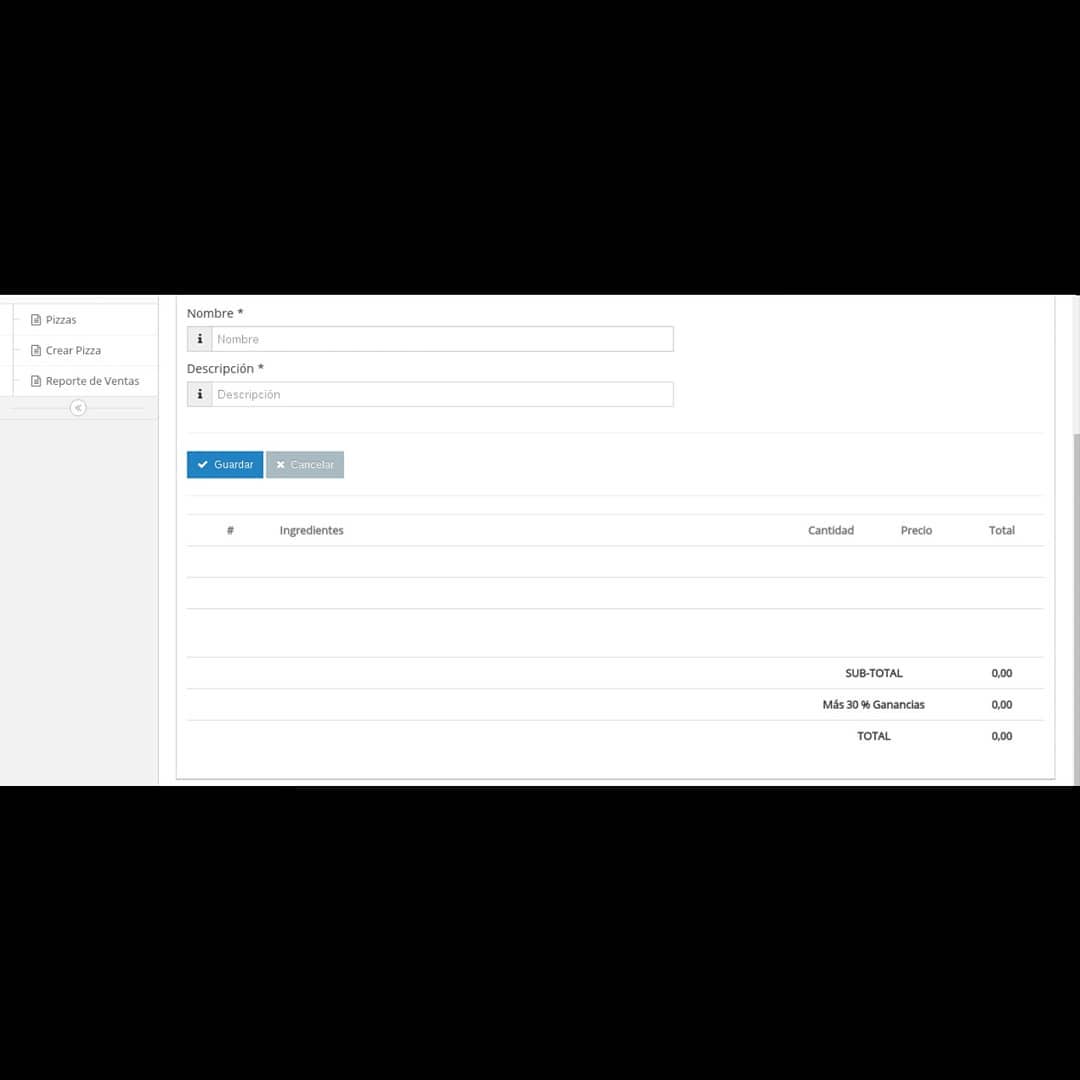 Pizzas
Crear Pizza
Reporte de Ventas
Nombre *
Nombre
Descripción *
Descripción
Guardar Cancelar
# Ingredientes Cantidad Precio Total
SUB-TOTAL 0,00
Más 30 % Ganancias 0,00
TOTAL 0,00